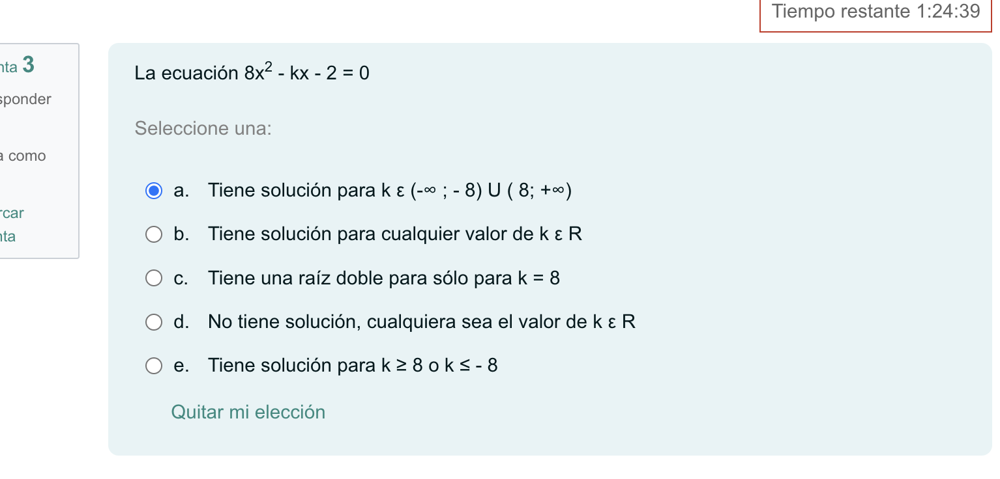 Tiempo restante 1:24:39
nta 3
sponder
a como
rcar
nta
La ecuación 8x² - kx - 2 = 0
Seleccione una:
a. Tiene solución para k ε (-∞ ; - 8) U ( 8; +∞)
b. Tiene solución para cualquier valor de k ε R
c. Tiene una raíz doble para sólo para k = 8
d. No tiene solución, cualquiera sea el valor de k ε R
e. Tiene solución para k ≥ 8 o k ≤ - 8
Quitar mi elección